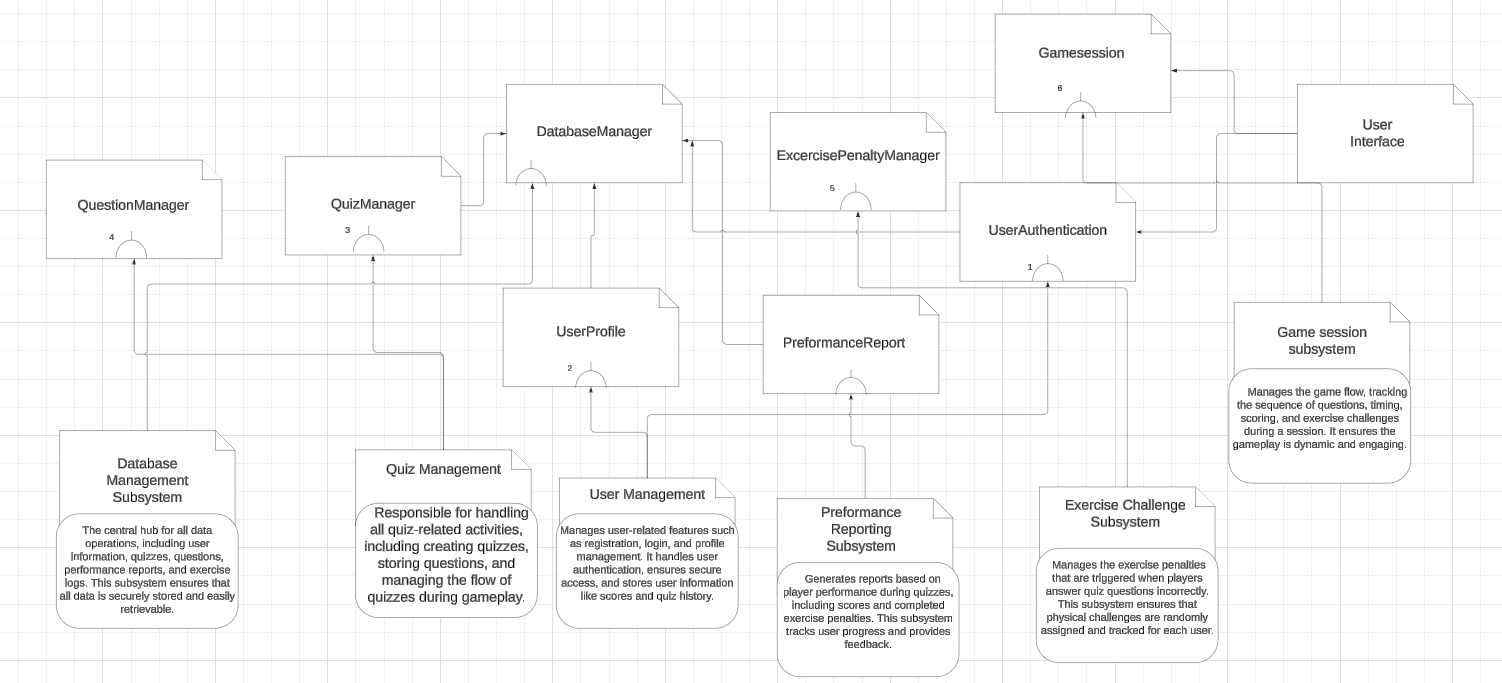 Gamesession
6
User
Interface
DatabaseManager
ExcercisePenaltyManager
5
QuestionManager
4
QuizManager
3
UserAuthentication
1
UserProfile
2
PreformanceReport
Game session
subsystem
Manages the game flow, tracking
the sequence of questions, timing,
scoring, and exercise challenges
during a session. It ensures the
gameplay is dynamic and engaging.
Database
Management
Subsystem
The central hub for all data
operations, including user
information, quizzes, questions,
performance reports, and exercise
logs. This subsystem ensures that
all data is securely stored and easily
retrievable.
Quiz Management
Responsible for handling
all quiz-related activities,
including creating quizzes,
storing questions, and
managing the flow of
quizzes during gameplay.
User Management
Manages user-related features such
as registration, login, and profile
management. It handles user
authentication, ensures secure
access, and stores user information
like scores and quiz history.
Preformance
Reporting
Subsystem
Generates reports based on
player performance during quizzes,
including scores and completed
exercise penalties. This subsystem
tracks user progress and provides
feedback.
Exercise Challenge
Subsystem
Manages the exercise penalties
that are triggered when players
answer quiz questions incorrectly.
This subsystem ensures that
physical challenges are randomly
assigned and tracked for each user.